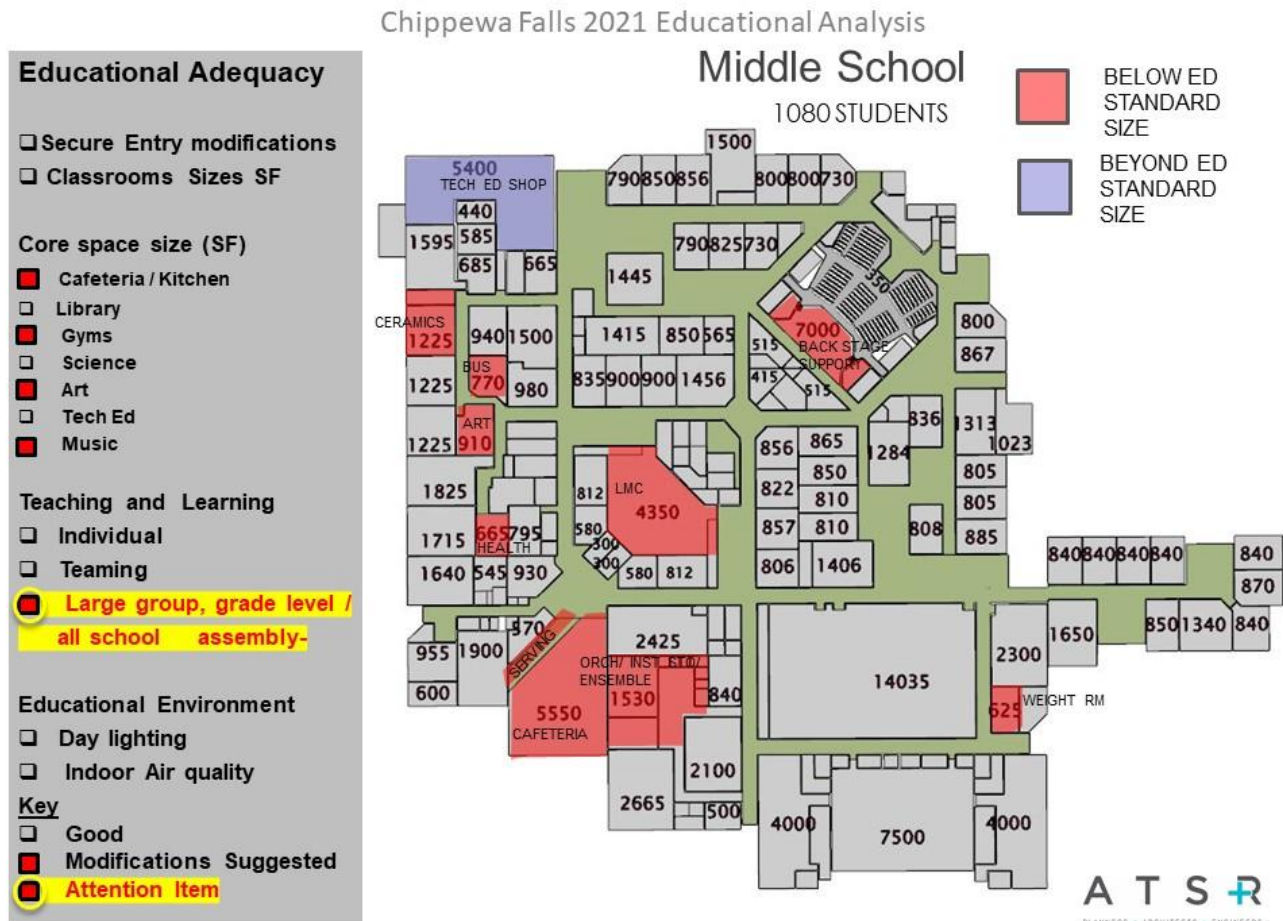 Chippewa Falls 2021 Educational Analysis
Educational Adequacy
Secure Entry modifications
Classrooms Sizes SF
Core space size (SF)
Cafeteria / Kitchen
Library
Gyms
Science
Art
Tech Ed
Music
Teaching and Learning
Individual
Teaming
Large group, grade level /
all school assembly-
Educational Environment
Day lighting
Indoor Air quality
Key
Good
Modifications Suggested
Attention Item
Middle School
1080 STUDENTS
BELOW ED
STANDARD
SIZE
BEYOND ED
STANDARD
SIZE
5400
TECH ED SHOP
440
585
1595
685
665
1500
790 850 856 800 800 730
790 825 730
1445
350
CERAMICS
1225
940 1500
BUS
770
980
1225
1415 850 565
835 900 900 1456
7000
BACK STAGE
SUPPORT
515
415
515
800
867
ART
910
1225
1825
1715
665 795
HEALTH
1640 545 930
812
580
300
300
580 812
LMC
4350
856 865
850
822 810
857 810
806 1406
836
1284
1313
1023
805
805
808
885
840 840 840 840
840
870
850 1340 840
955
600
1900
570
SERVING
5550
CAFETERIA
2425
ORCH/ INST
ENSEMBLE
1530
840
2100
2665
500
14035
2300
1650
625
WEIGHT RM
4000
7500
4000
ATS+R
PLANNERS / ARCHITECTS / ENGINEERS